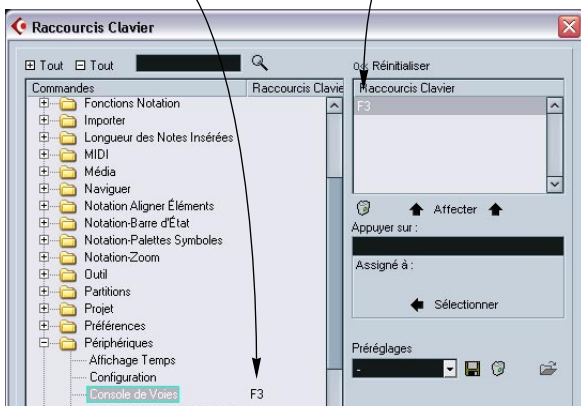 Raccourcis Clavier
Tout Tout
Commandes Raccourcis Clavie
Fonctions Notation
Importer
Longueur des Notes Insérées
MIDI
Média
Naviguer
Notation Aligner Éléments
Notation-Barre d'État
Notation-Palettes Symboles
Notation-Zoom
Outil
Partitions
Projet
Préférences
Périphériques
Affichage Temps
Configuration
Console de Voies F3
Réinitialiser
Raccourcis Clavier
F3
Affecter
Appuyer sur :
Assigné à :
Sélectionner
Préréglages
-